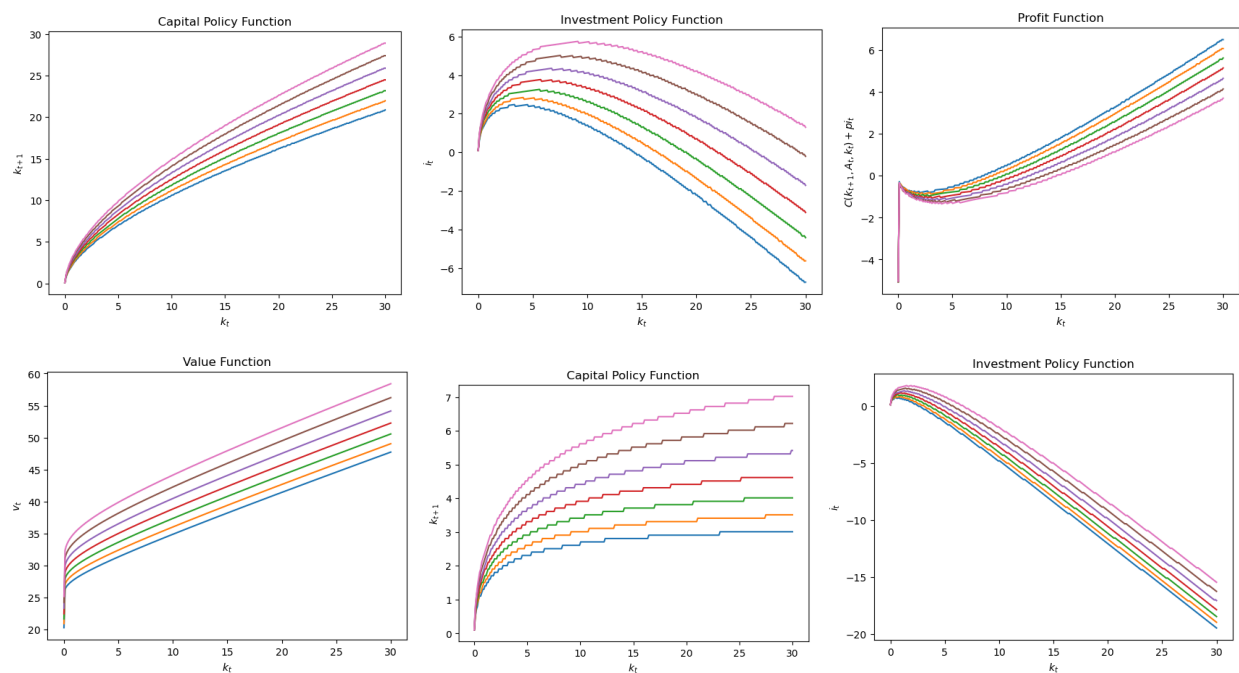 Capital Policy Function
30
25
20
15
10
5
0
k_{t+1}
0 5 10 15 20 25 30
k_t
Investment Policy Function
6
4
2
0
−2
−4
−6
i_t
0 5 10 15 20 25 30
k_t
Profit Function
6
4
2
0
−2
−4
C(k_{t+1}, A_t, k_t) + pi_t
0 5 10 15 20 25 30
k_t
Value Function
60
55
50
45
40
35
30
25
20
v_t
0 5 10 15 20 25 30
k_t
Capital Policy Function
7
6
5
4
3
2
1
0
k_{t+1}
0 5 10 15 20 25 30
k_t
Investment Policy Function
0
−5
−10
−15
−20
i_t
0 5 10 15 20 25 30
k_t